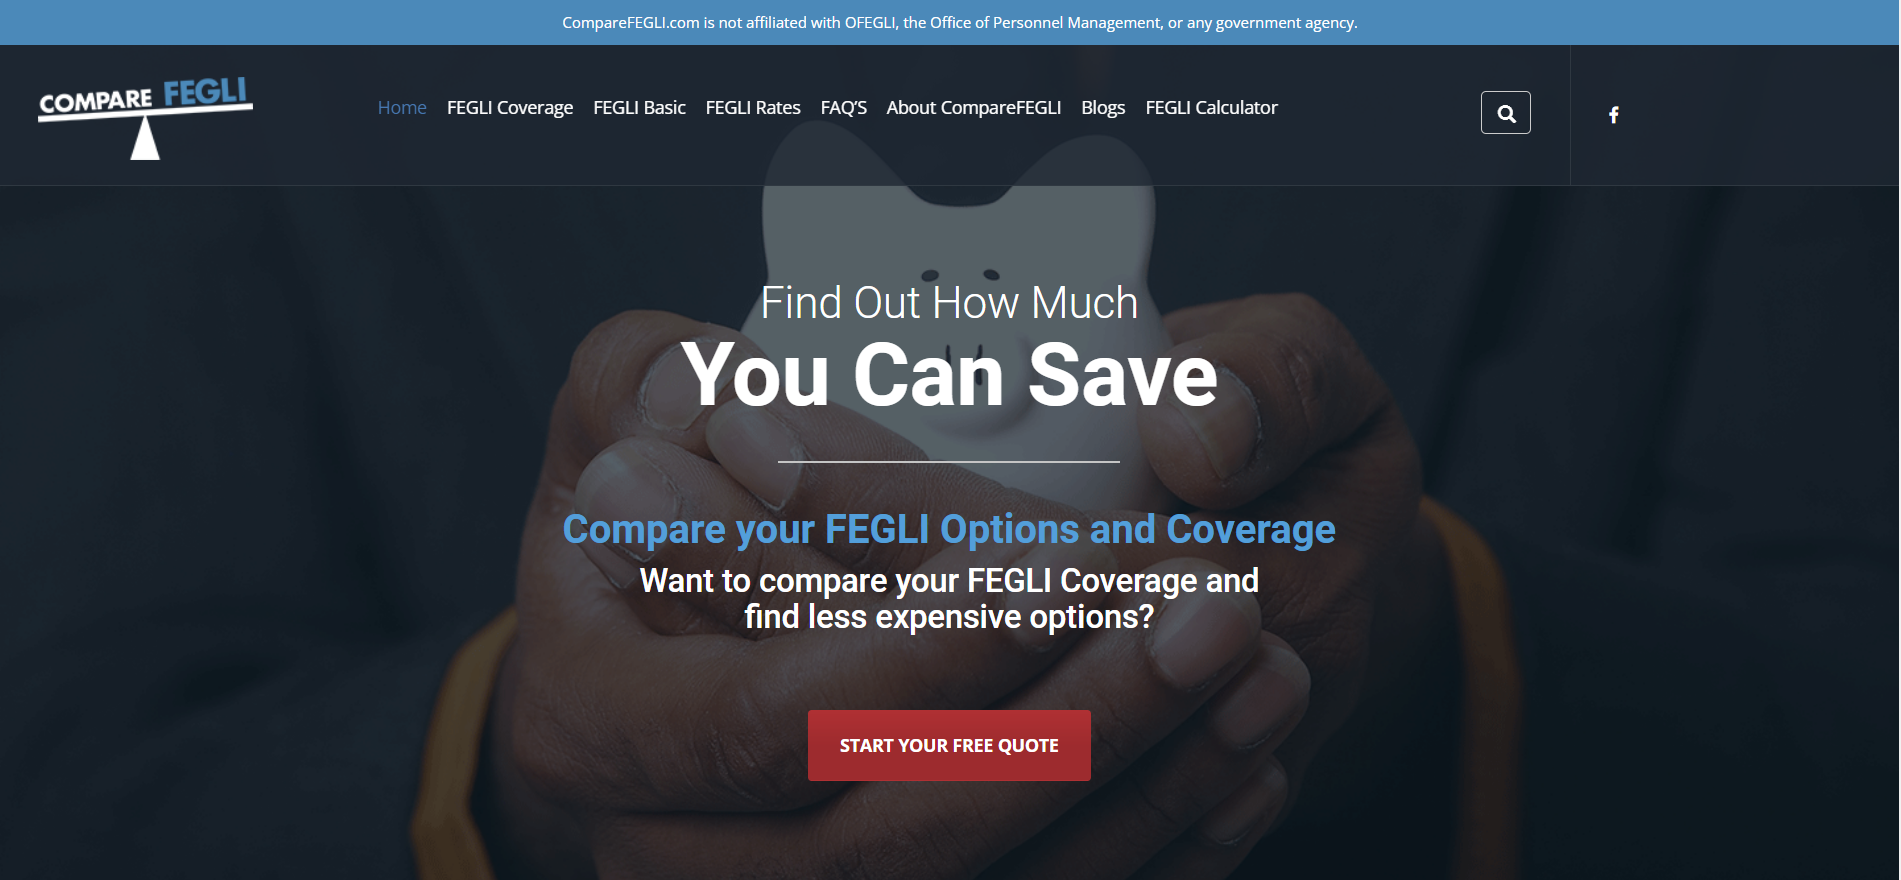 CompareFEGLI.com is not affiliated with OFEGLI, the Office of Personnel Management, or any government agency.
COMPARE FEGLI
Home FEGLI Coverage FEGLI Basic FEGLI Rates FAQ'S About CompareFEGLI Blogs FEGLI Calculator
Find Out How Much
You Can Save
Compare your FEGLI Options and Coverage
Want to compare your FEGLI Coverage and
find less expensive options?
START YOUR FREE QUOTE